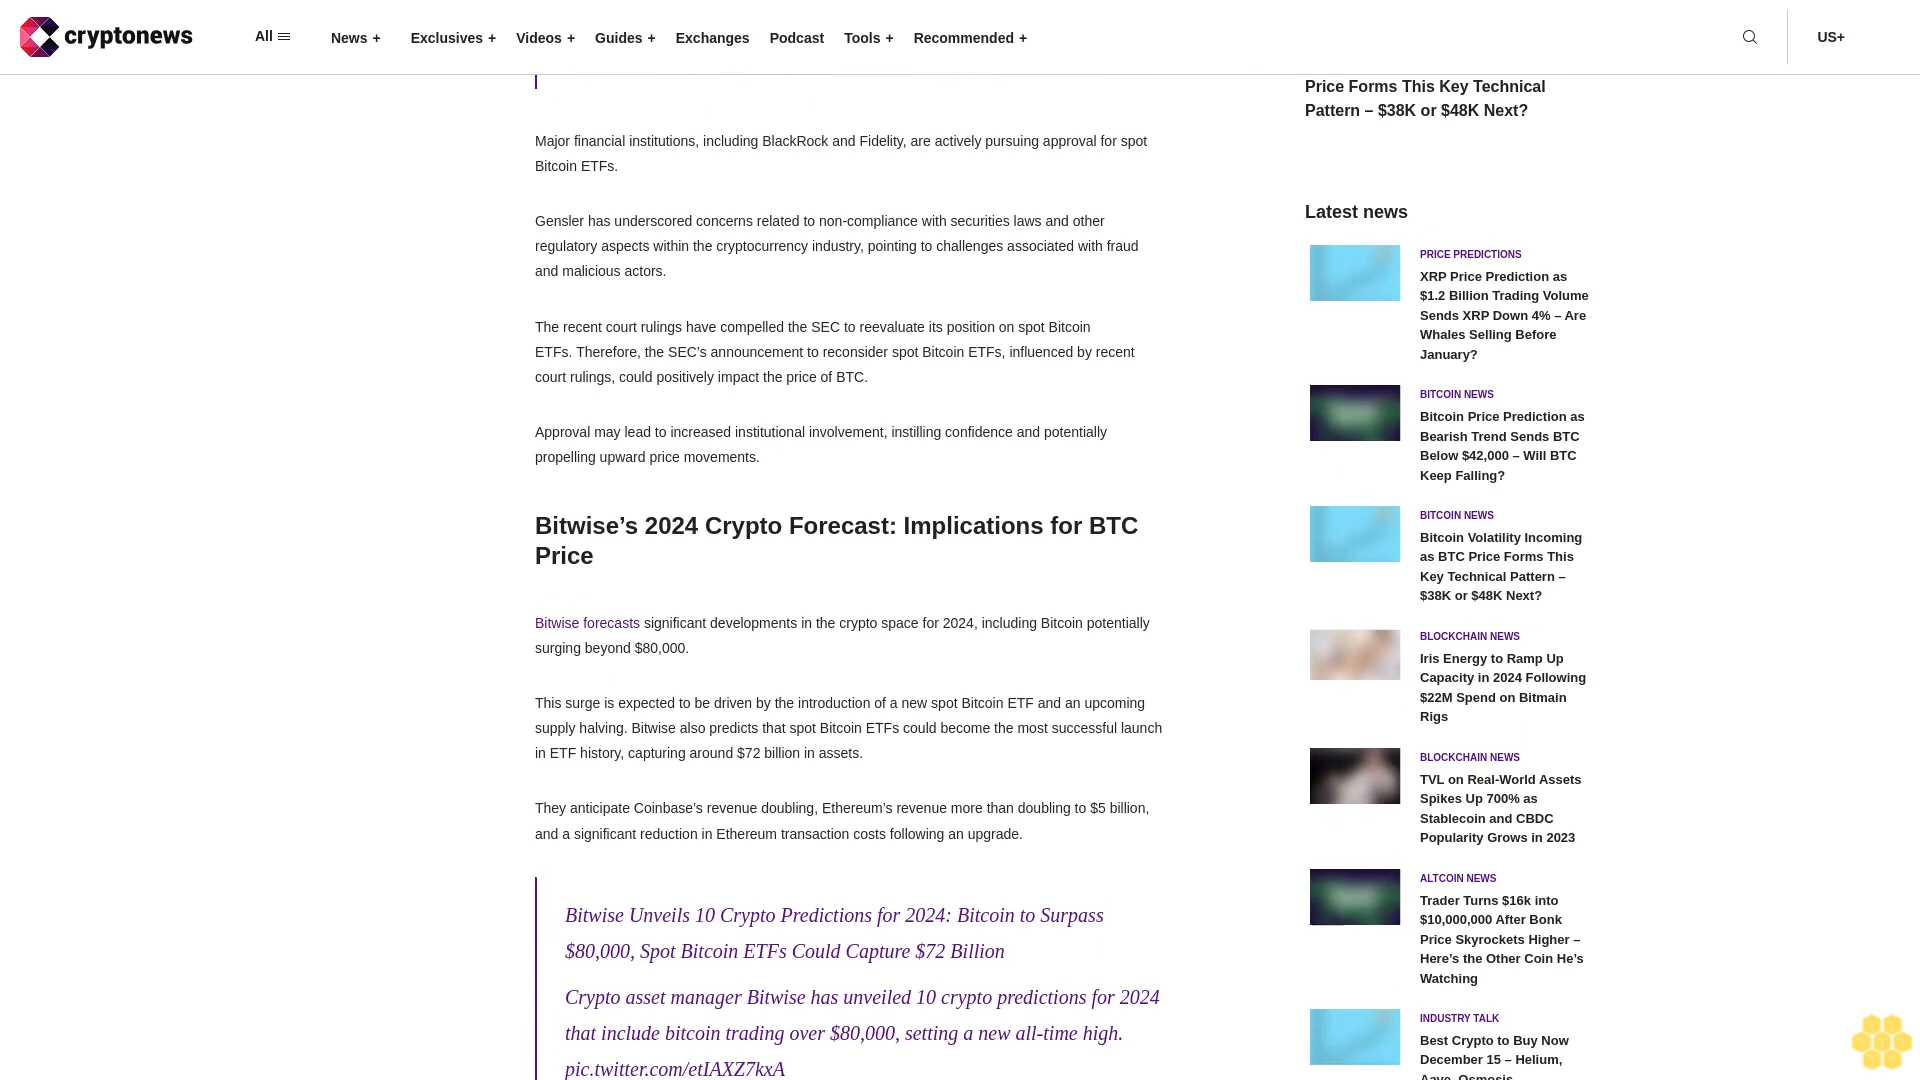 cryptonews
All
News +
Exclusives +
Videos +
Guides +
Exchanges
Podcast
Tools +
Recommended +
US+
Major financial institutions, including BlackRock and Fidelity, are actively pursuing approval for spot
Bitcoin ETFs.
Gensler has underscored concerns related to non-compliance with securities laws and other
regulatory aspects within the cryptocurrency industry, pointing to challenges associated with fraud
and malicious actors.
The recent court rulings have compelled the SEC to reevaluate its position on spot Bitcoin
ETFs. Therefore, the SEC’s announcement to reconsider spot Bitcoin ETFs, influenced by recent
court rulings, could positively impact the price of BTC.
Approval may lead to increased institutional involvement, instilling confidence and potentially
propelling upward price movements.
Bitwise’s 2024 Crypto Forecast: Implications for BTC
Price
Bitwise forecasts significant developments in the crypto space for 2024, including Bitcoin potentially
surging beyond $80,000.
This surge is expected to be driven by the introduction of a new spot Bitcoin ETF and an upcoming
supply halving. Bitwise also predicts that spot Bitcoin ETFs could become the most successful launch
in ETF history, capturing around $72 billion in assets.
They anticipate Coinbase’s revenue doubling, Ethereum’s revenue more than doubling to $5 billion,
and a significant reduction in Ethereum transaction costs following an upgrade.
Bitwise Unveils 10 Crypto Predictions for 2024: Bitcoin to Surpass
$80,000, Spot Bitcoin ETFs Could Capture $72 Billion
Crypto asset manager Bitwise has unveiled 10 crypto predictions for 2024
that include bitcoin trading over $80,000, setting a new all-time high.
pic.twitter.com/etIAXZ7kxA
Price Forms This Key Technical
Pattern – $38K or $48K Next?
Latest news
PRICE PREDICTIONS
XRP Price Prediction as
$1.2 Billion Trading Volume
Sends XRP Down 4% – Are
Whales Selling Before
January?
BITCOIN NEWS
Bitcoin Price Prediction as
Bearish Trend Sends BTC
Below $42,000 – Will BTC
Keep Falling?
BITCOIN NEWS
Bitcoin Volatility Incoming
as BTC Price Forms This
Key Technical Pattern –
$38K or $48K Next?
BLOCKCHAIN NEWS
Iris Energy to Ramp Up
Capacity in 2024 Following
$22M Spend on Bitmain
Rigs
BLOCKCHAIN NEWS
TVL on Real-World Assets
Spikes Up 700% as
Stablecoin and CBDC
Popularity Grows in 2023
ALTCOIN NEWS
Trader Turns $16k into
$10,000,000 After Bonk
Price Skyrockets Higher –
Here’s the Other Coin He’s
Watching
INDUSTRY TALK
Best Crypto to Buy Now
December 15 – Helium,
Aave, Osmosis